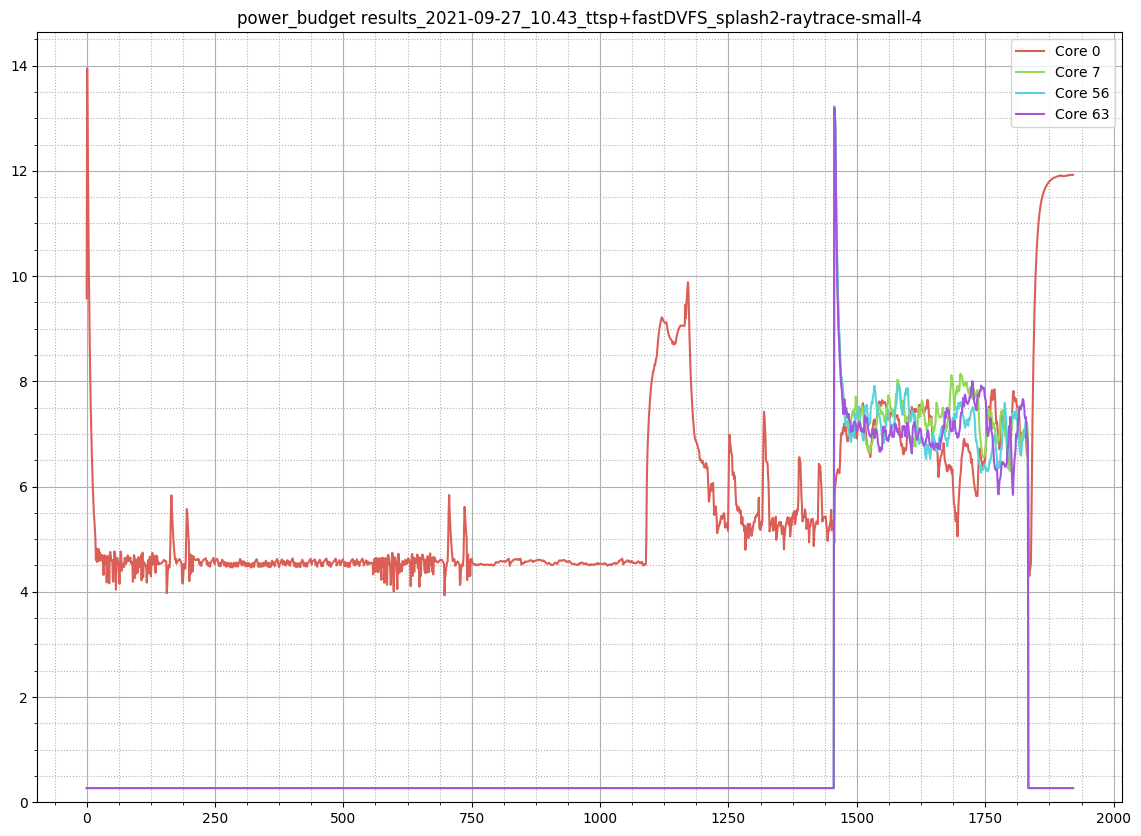 power_budget results_2021-09-27_10.43_ttsp+fastDVFS_splash2-raytrace-small-4
Core 0
Core 7
Core 56
Core 63
14
12
10
8
6
4
2
0
0 250 500 750 1000 1250 1500 1750 2000